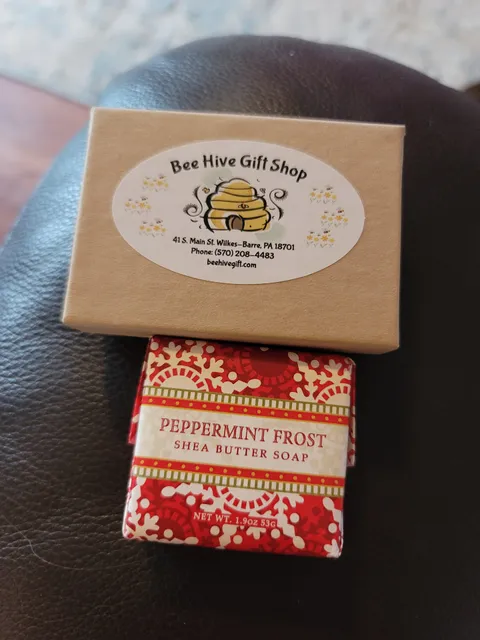 Bee Hive Gift Shop
41 S. Main St. Wilkes-Barre, PA 18701
Phone: (570) 208-4483
beehivegift.com
PEPPERMINT FROST
SHEA BUTTER SOAP
NET WT. 1.9oz 53G